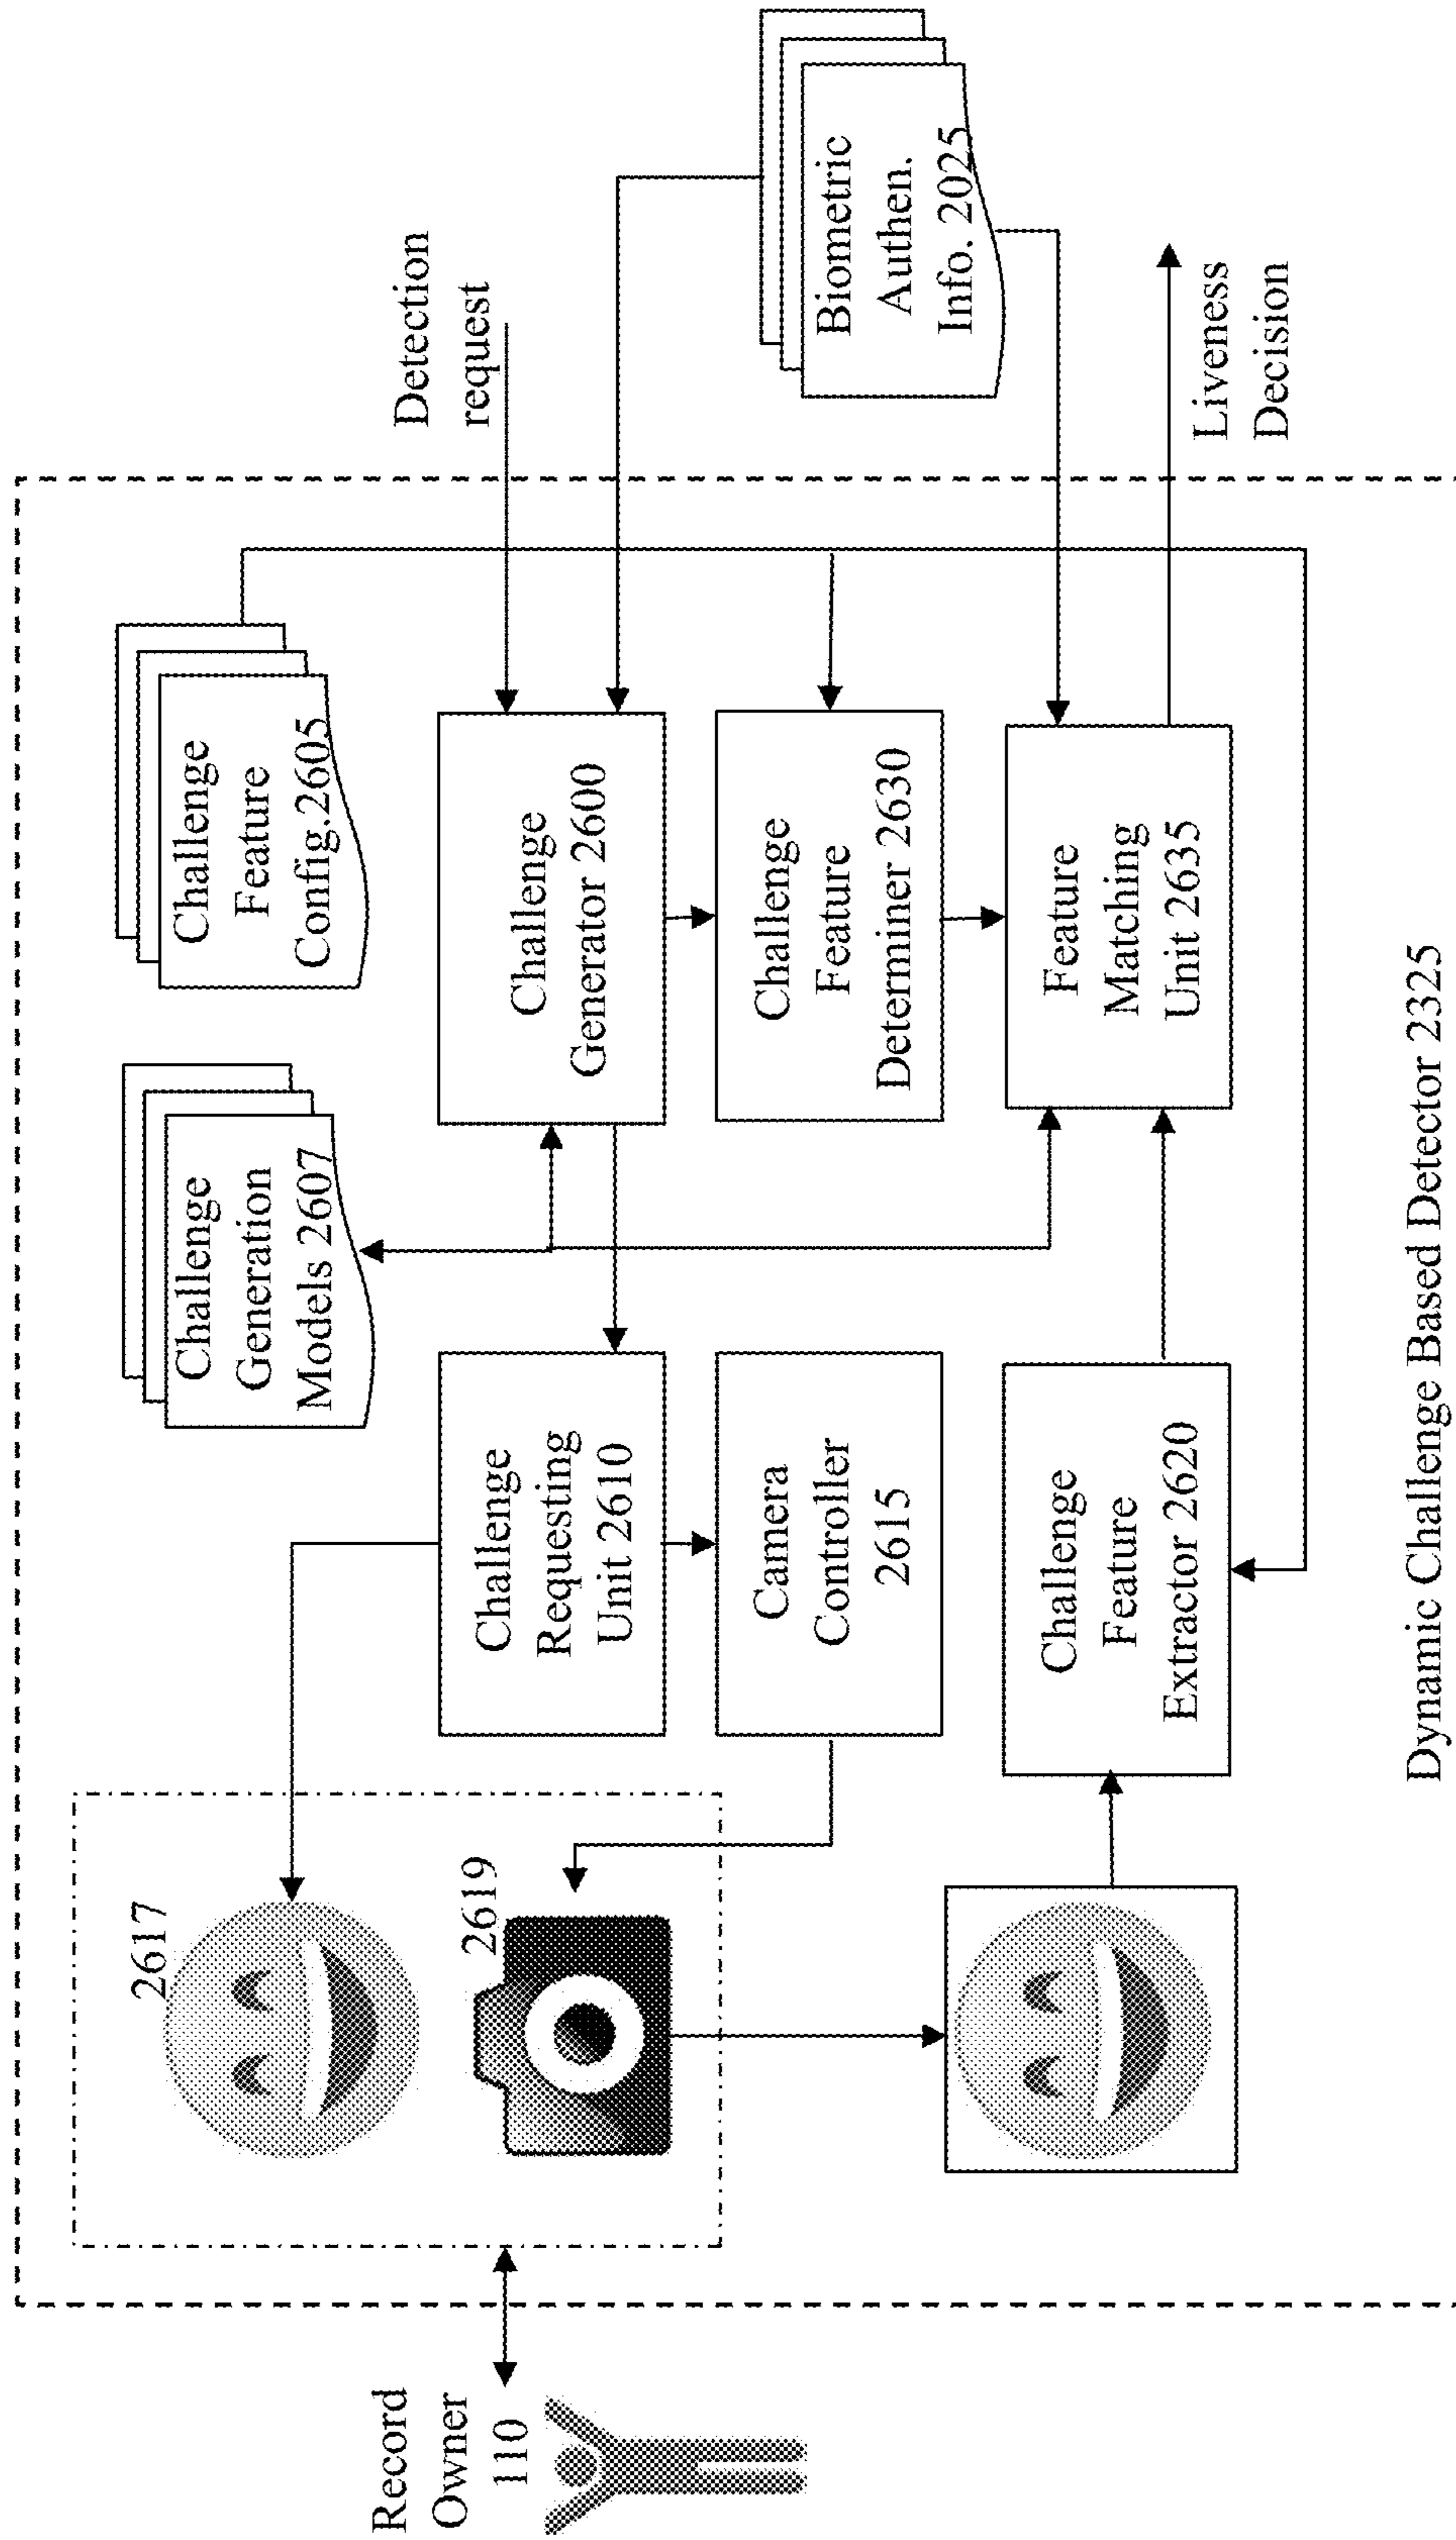 Record
Owner
110
2617
2619
Challenge
Generation
Models 2607
Challenge
Feature
Config.2605
Challenge
Requesting
Unit 2610
Challenge
Generator 2600
Detection
request
Camera
Controller
2615
Challenge
Feature
Determiner 2630
Biometric
Authen.
Info. 2025
Challenge
Feature
Extractor 2620
Feature
Matching
Unit 2635
Liveness
Decision
Dynamic Challenge Based Detector 2325